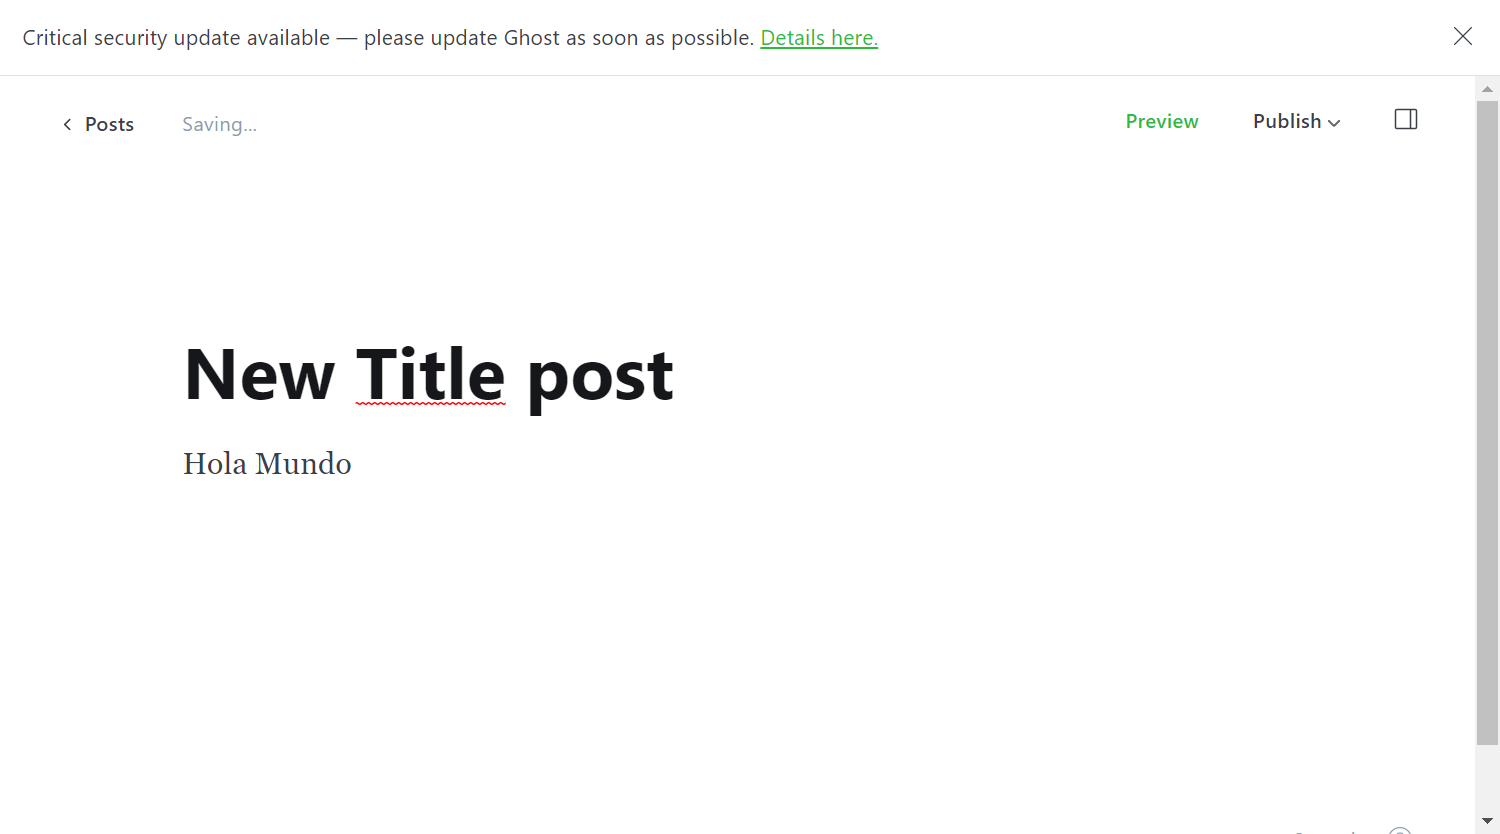 Critical security update available — please update Ghost as soon as possible. Details here.
Posts
Saving...
Preview
Publish
New Title post
Hola Mundo